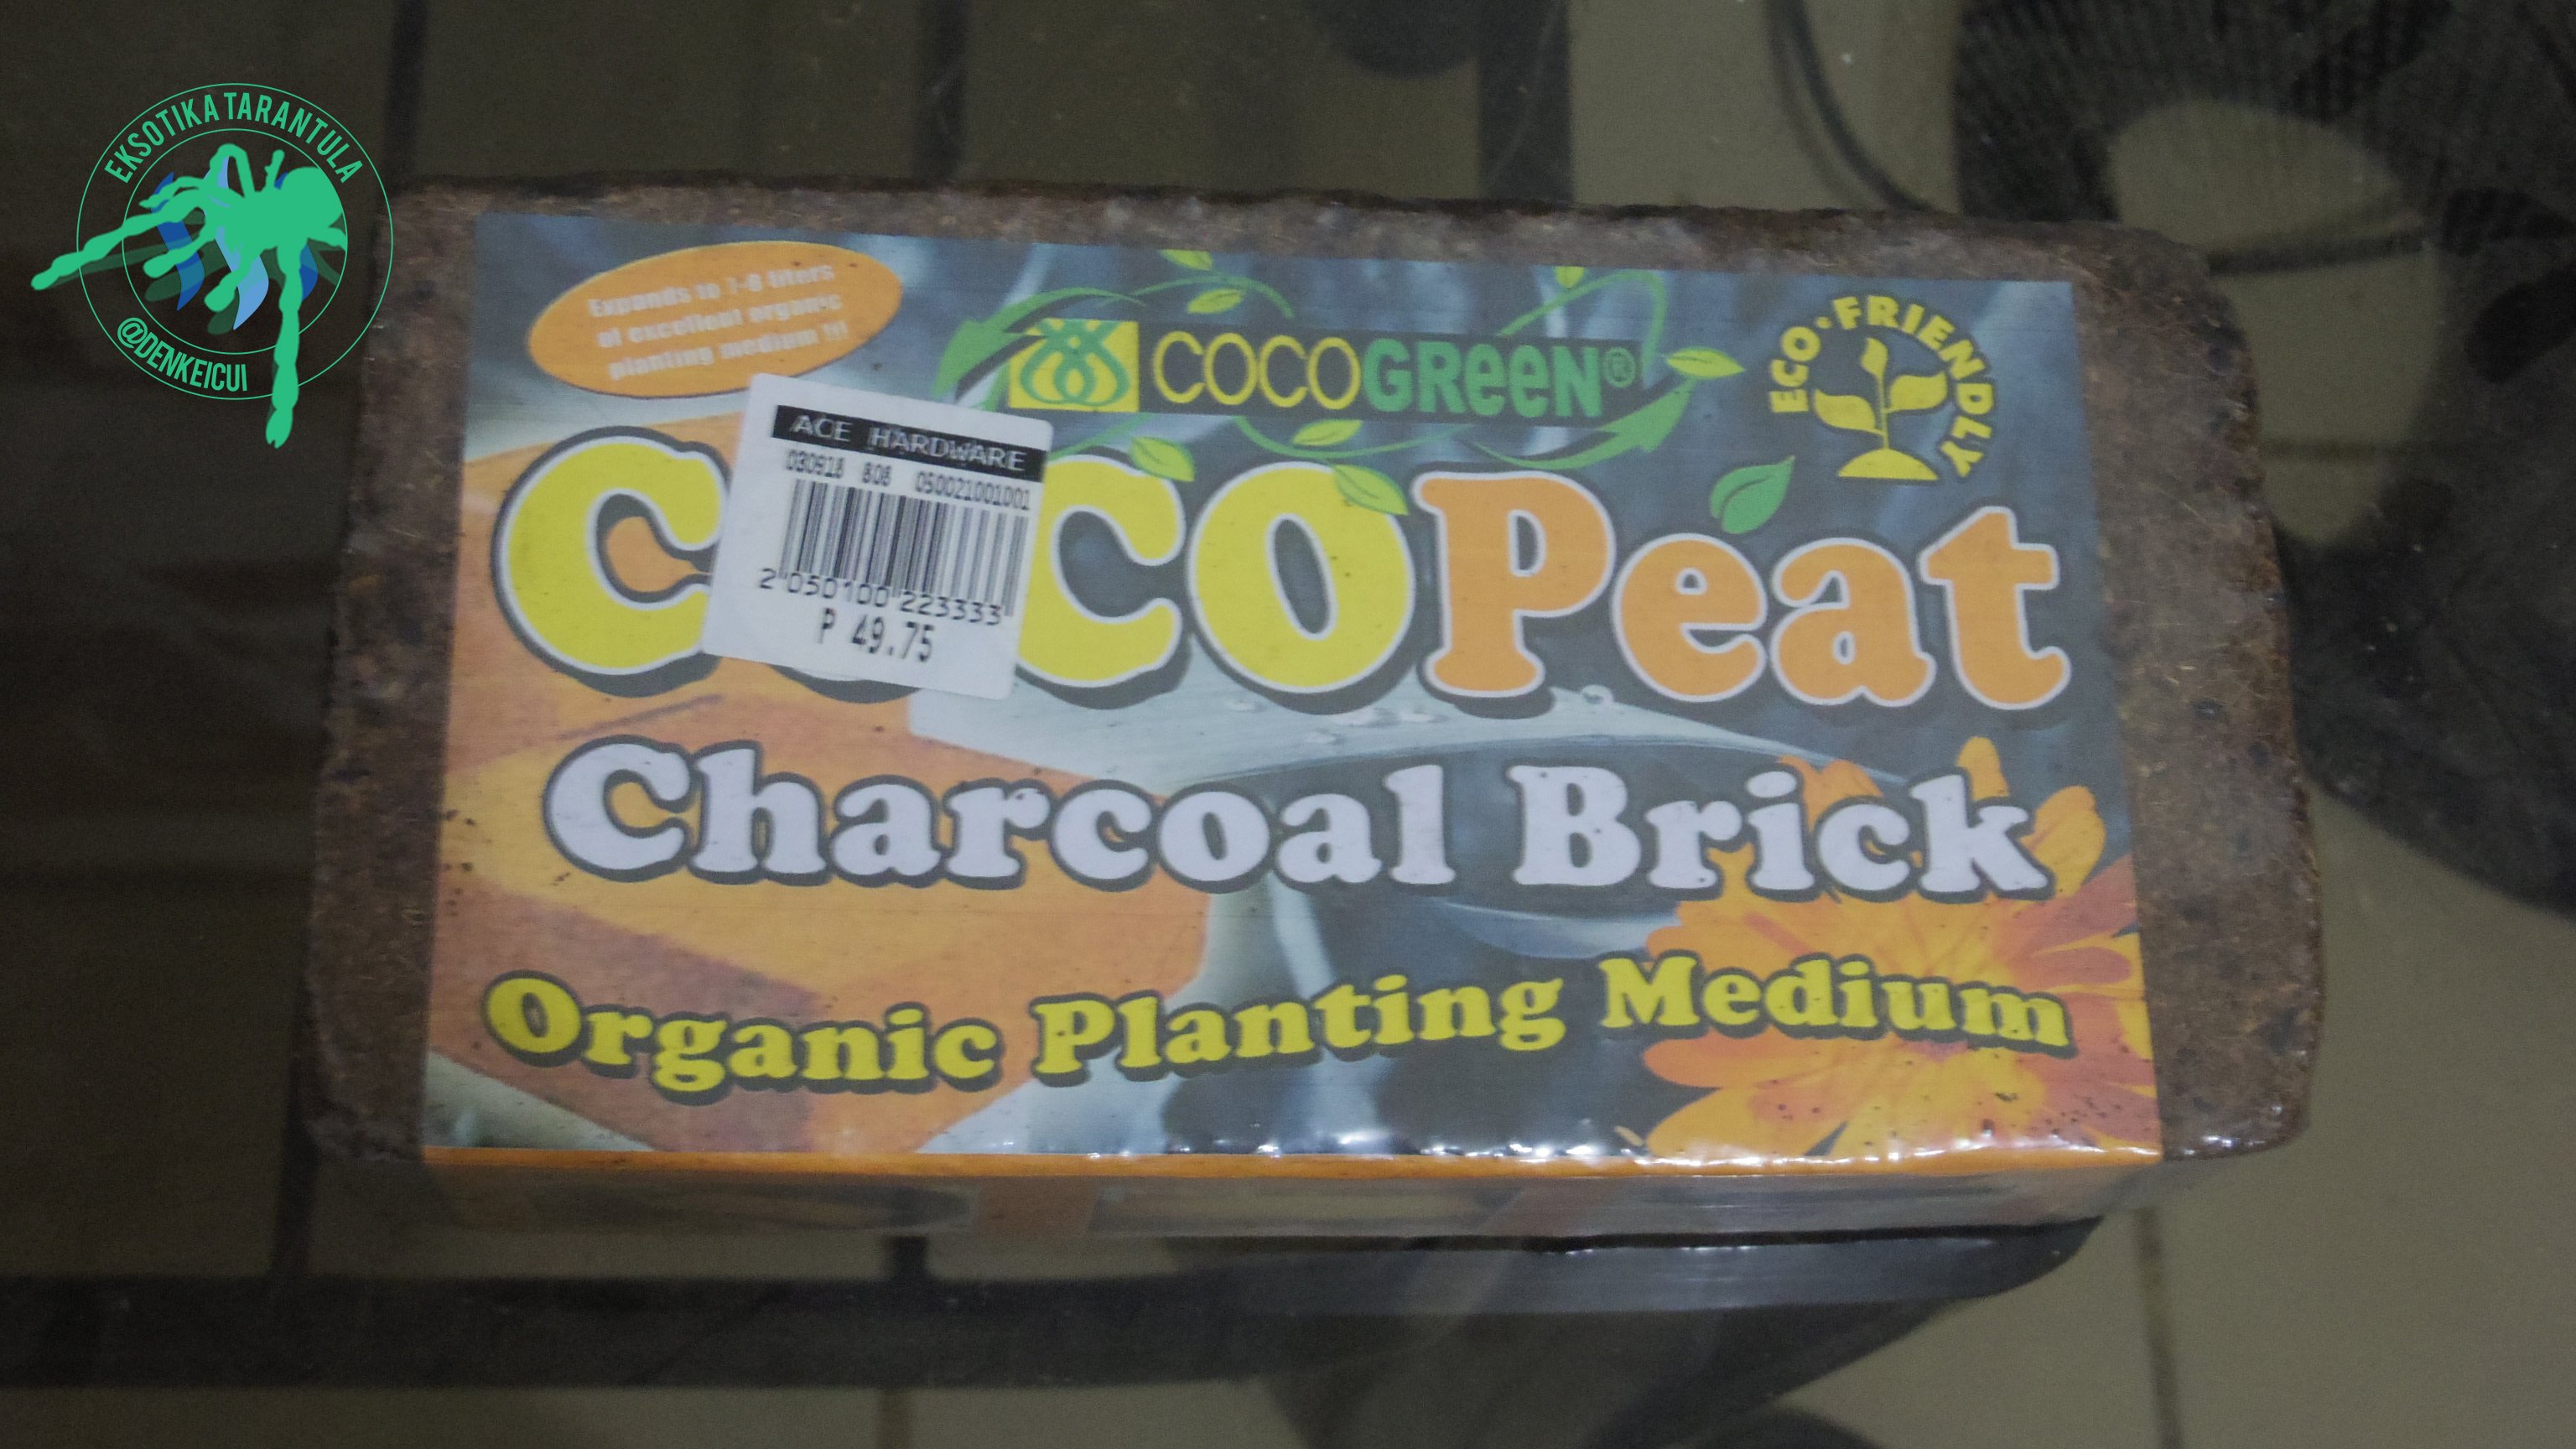 EKSOTIKA TARANTULA
@DENKEICUI
Expands to 7-8 liters
of excellent organic
planting medium !!!
COCOGREEN®
ECO•FRIENDLY
ACE HARDWARE
030918 808 050021001001
2 050100 223333
P 49.75
COCOPeat
Charcoal Brick
Organic Planting Medium